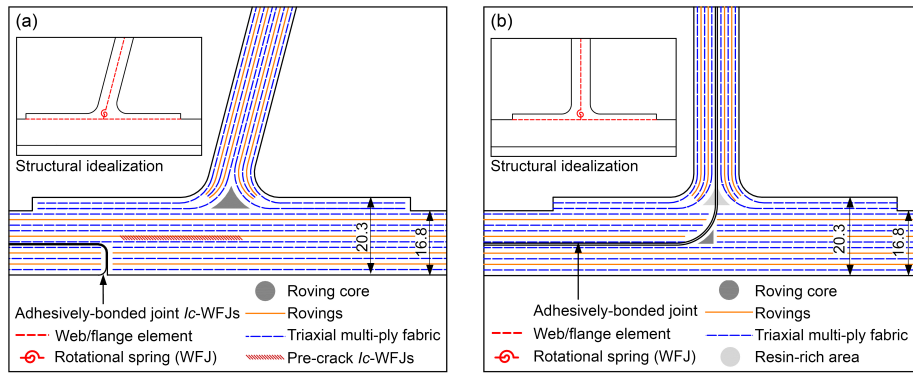 (a)
Structural idealization
20.3
16.8
Adhesively-bonded joint Ic-WFJs
Web/flange element
Rotational spring (WFJ)
Roving core
Rovings
Triaxial multi-ply fabric
Pre-crack Ic-WFJs
(b)
Structural idealization
20.3
16.8
Adhesively-bonded joint
Web/flange element
Rotational spring (WFJ)
Roving core
Rovings
Triaxial multi-ply fabric
Resin-rich area